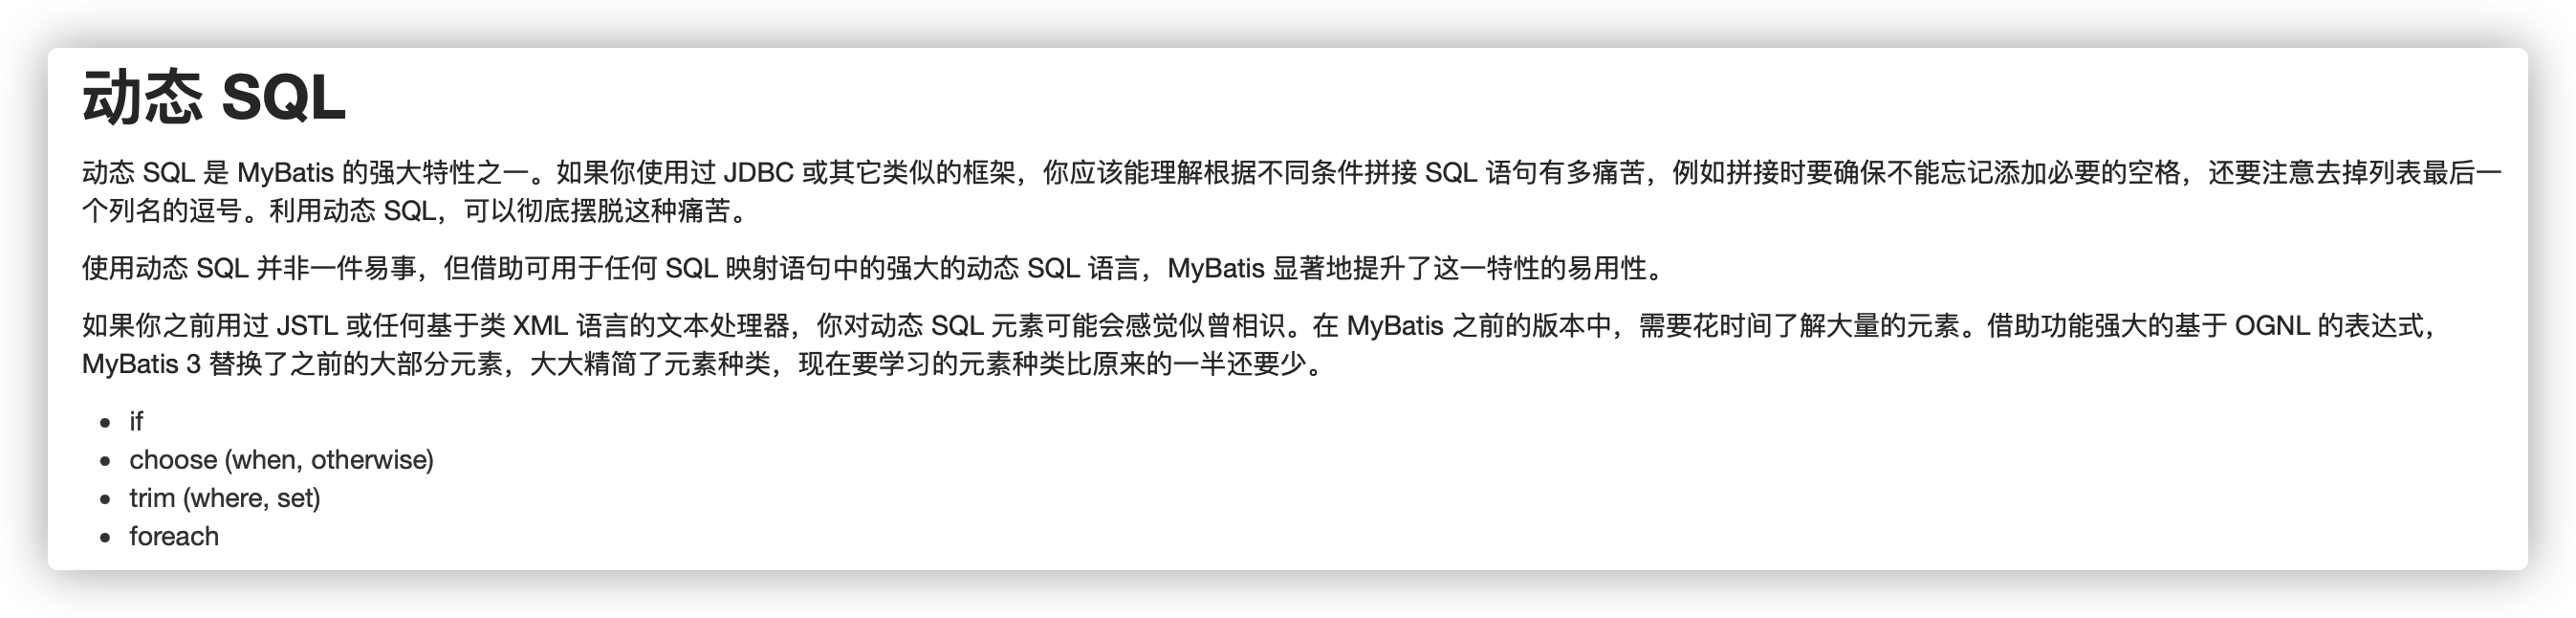 动态 SQL
动态 SQL 是 MyBatis 的强大特性之一。如果你使用过 JDBC 或其它类似的框架，你应该能理解根据不同条件拼接 SQL 语句有多痛苦，例如拼接时要确保不能忘记添加必要的空格，还要注意去掉列表最后一
个列名的逗号。利用动态 SQL，可以彻底摆脱这种痛苦。
使用动态 SQL 并非一件易事，但借助可用于任何 SQL 映射语句中的强大的动态 SQL 语言，MyBatis 显著地提升了这一特性的易用性。
如果你之前用过 JSTL 或任何基于类 XML 语言的文本处理器，你对动态 SQL 元素可能会感觉似曾相识。在 MyBatis 之前的版本中，需要花时间了解大量的元素。借助功能强大的基于 OGNL 的表达式，
MyBatis 3 替换了之前的大部分元素，大大精简了元素种类，现在要学习的元素种类比原来的一半还要少。
• if
• choose (when, otherwise)
• trim (where, set)
• foreach